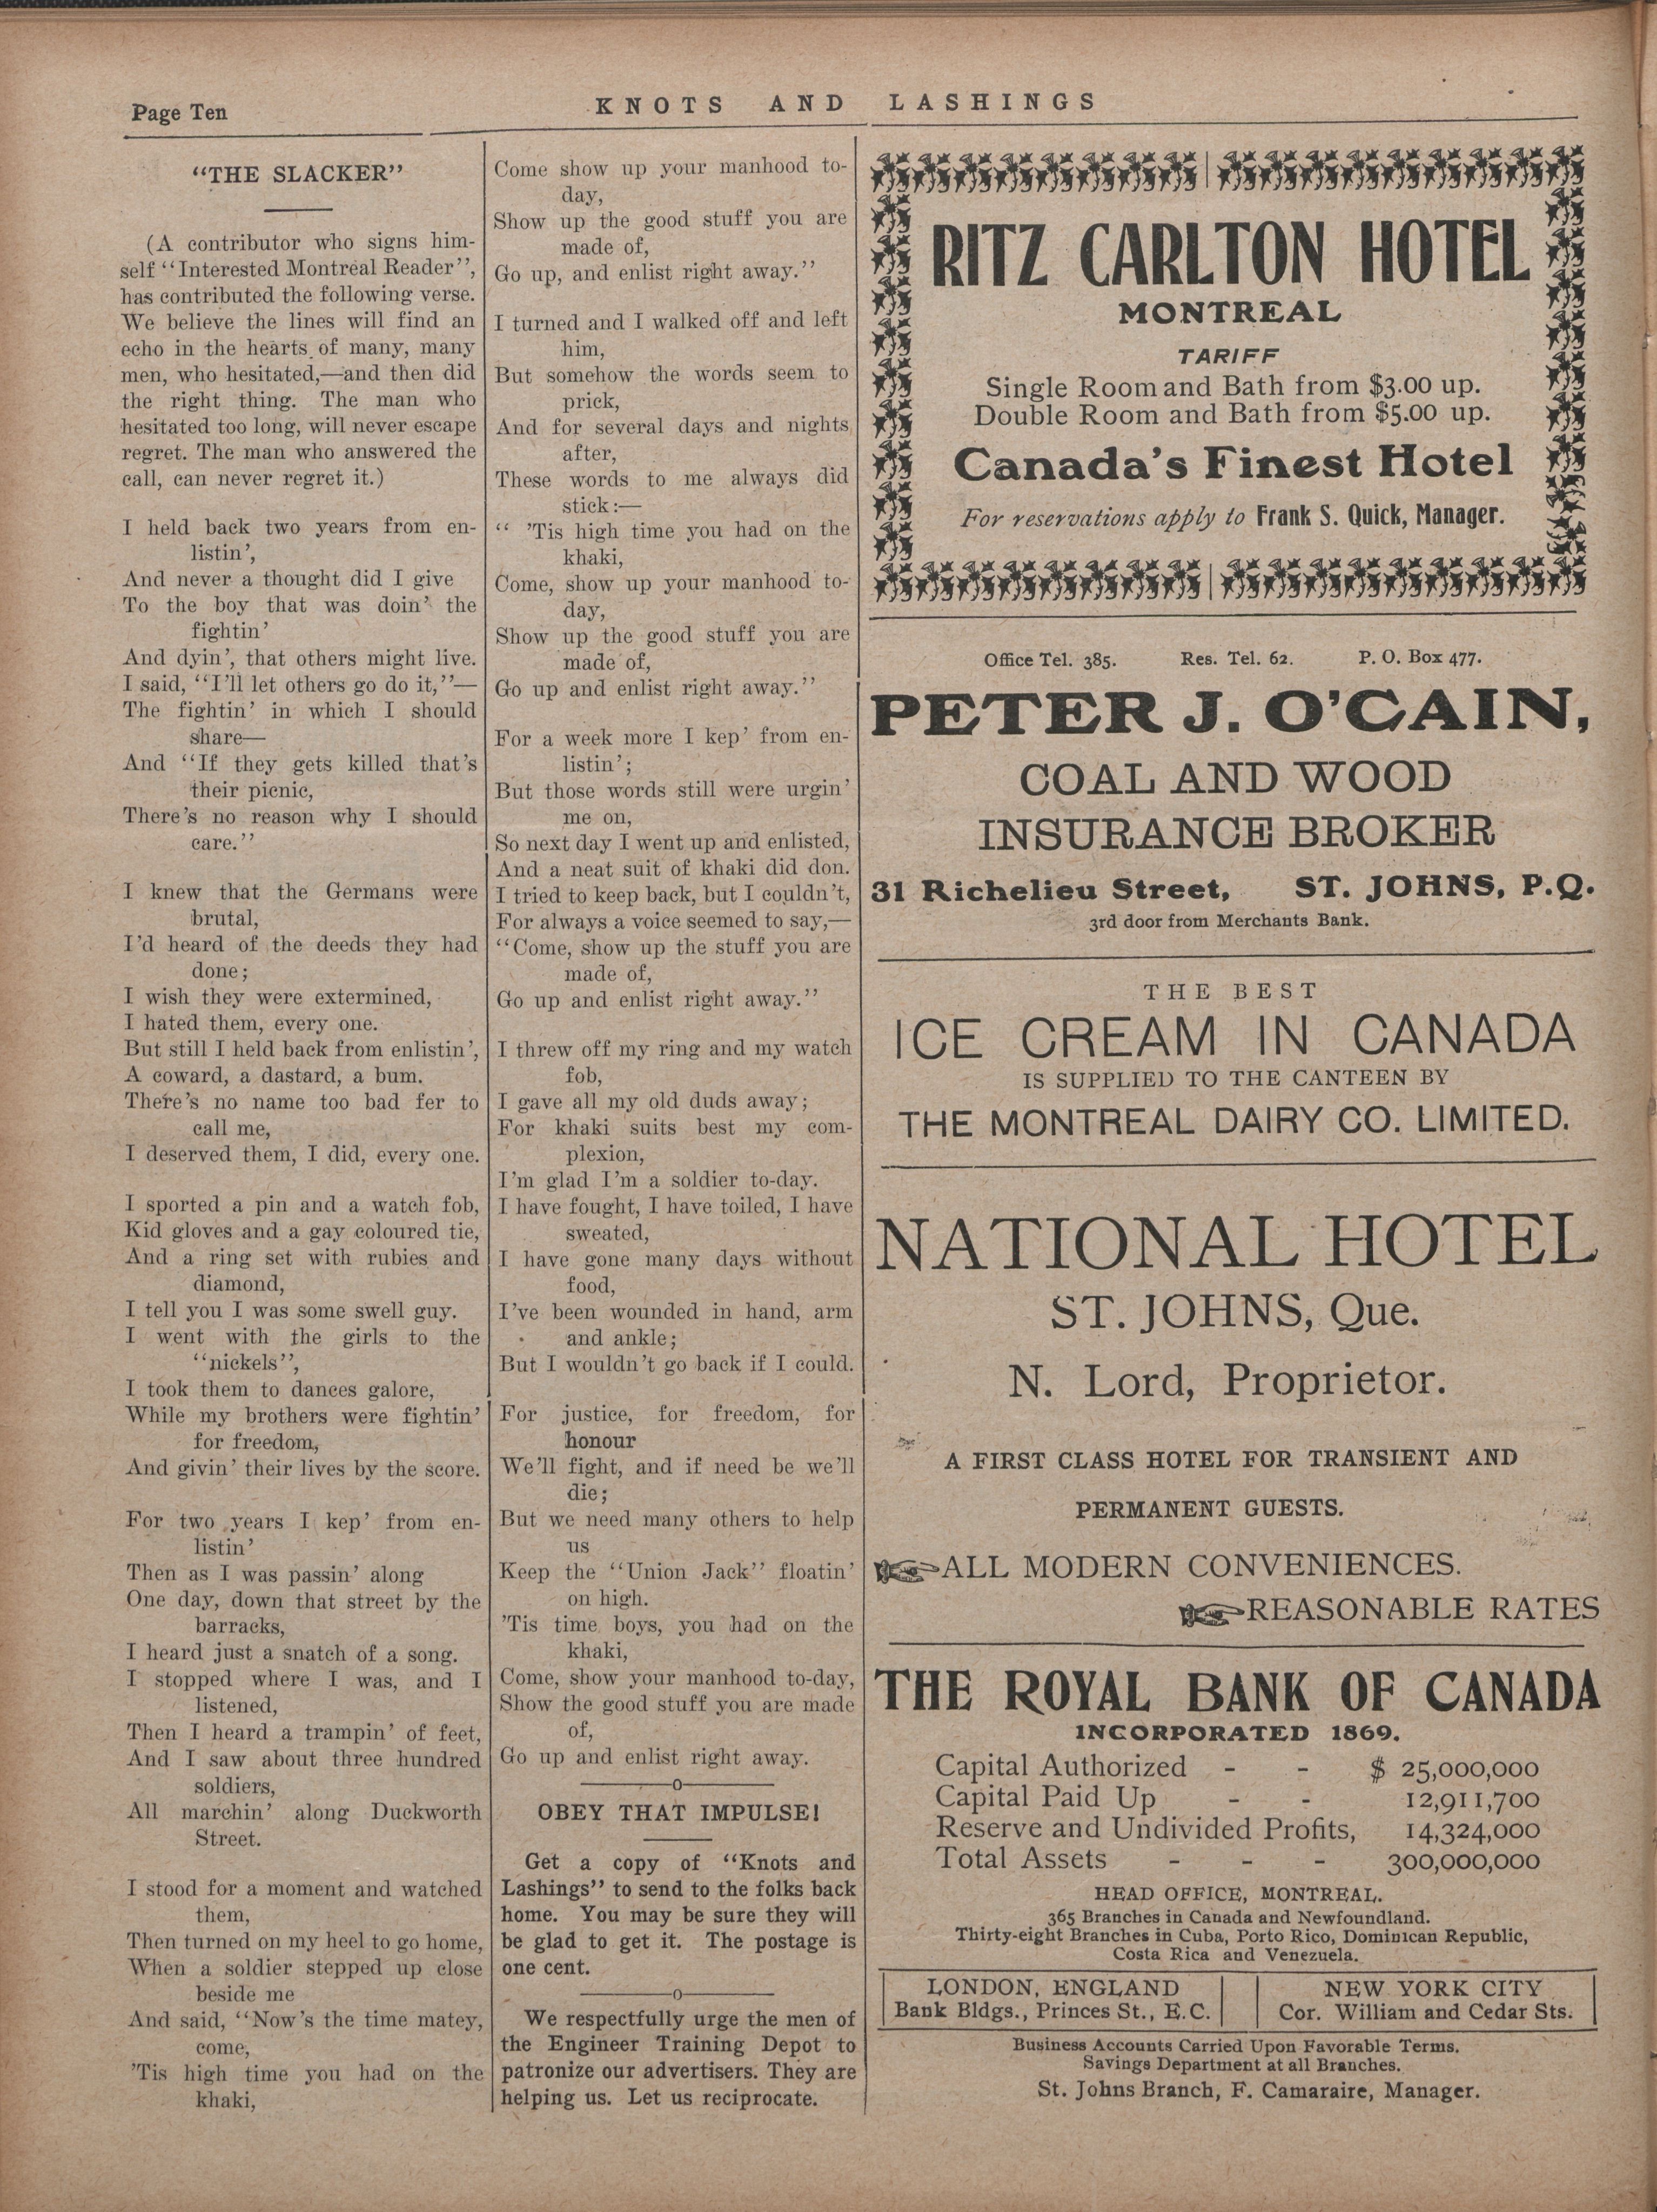 Page Ten
KNOTS AND LASHINGS
"THE SLACKER"
(A contributor who signs him-
self "Interested Montreal Reader",
has contributed the following verse.
We believe the lines will find an
echo in the hearts of many, many
men, who hesitated,—and then did
the right thing. The man who
hesitated too long, will never escape
regret. The man who answered the
call, can never regret it.)
I held back two years from en-
listin',
And never a thought did I give
To the boy that was doin' the
fightin'
And dyin', that others might live.
I said, "I'll let others go do it,"—
The fightin' in which I should
share—
And "If they gets killed that's
their picnic,
There's no reason why I should
care."
I knew that the Germans were
brutal,
I'd heard of the deeds they had
done;
I wish they were extermined,
I hated them, every one.
But still I held back from enlistin',
A coward, a dastard, a bum.
There's no name too bad fer to
call me,
I deserved them, I did, every one.
I sported a pin and a watch fob,
Kid gloves and a gay coloured tie,
And a ring set with rubies and
diamond,
I tell you I was some swell guy.
I went with the girls to the
"nickels",
I took them to dances galore,
While my brothers were fightin'
for freedom,
And givin' their lives by the score.
For two years I kep' from en-
listin'
Then as I was passin' along
One day, down that street by the
barracks,
I heard just a snatch of a song.
I stopped where I was, and I
listened,
Then I heard a trampin' of feet,
And I saw about three hundred
soldiers,
All marchin' along Duckworth
Street.
I stood for a moment and watched
them,
Then turned on my heel to go home,
When a soldier stepped up close
beside me
And said, "Now's the time matey,
come,
'Tis high time you had on the
khaki,
Come show up your manhood to-
day,
Show up the good stuff you are
made of,
Go up, and enlist right away."
I turned and I walked off and left
him,
But somehow the words seem to
prick,
And for several days and nights
after,
These words to me always did
stick:—
" 'Tis high time you had on the
khaki,
Come, show up your manhood to-
day,
Show up the good stuff you are
made of,
Go up and enlist right away."
For a week more I kep' from en-
listin';
But those words still were urgin'
me on,
So next day I went up and enlisted,
And a neat suit of khaki did don.
I tried to keep back, but I couldn't,
For always a voice seemed to say,—
"Come, show up the stuff you are
made of,
Go up and enlist right away."
I threw off my ring and my watch
fob,
I gave all my old duds away;
For khaki suits best my com-
plexion,
I'm glad I'm a soldier to-day.
I have fought, I have toiled, I have
sweated,
I have gone many days without
food,
I've been wounded in hand, arm
and ankle;
But I wouldn't go back if I could.
For justice, for freedom, for
honour
We'll fight, and if need be we'll
die;
But we need many others to help
us
Keep the "Union Jack" floatin'
on high.
'Tis time boys, you had on the
khaki,
Come, show your manhood to-day,
Show the good stuff you are made
of,
Go up and enlist right away.
OBEY THAT IMPULSE!
Get a copy of "Knots and
Lashings" to send to the folks back
home. You may be sure they will
be glad to get it. The postage is
one cent.
We respectfully urge the men of
the Engineer Training Depot to
patronize our advertisers. They are
helping us. Let us reciprocate.
RITZ CARLTON HOTEL
MONTREAL
TARIFF
Single Room and Bath from $3.00 up.
Double Room and Bath from $5.00 up.
Canada's Finest Hotel
For reservations apply to Frank S. Quick, Manager.
Office Tel. 385. Res. Tel. 62. P. O. Box 477.
PETER J. O'CAIN,
COAL AND WOOD
INSURANCE BROKER
31 Richelieu Street, ST. JOHNS, P.Q.
3rd door from Merchants Bank.
THE BEST
ICE CREAM IN CANADA
IS SUPPLIED TO THE CANTEEN BY
THE MONTREAL DAIRY CO. LIMITED.
NATIONAL HOTEL
ST. JOHNS, Que.
N. Lord, Proprietor.
A FIRST CLASS HOTEL FOR TRANSIENT AND
PERMANENT GUESTS.
ALL MODERN CONVENIENCES.
REASONABLE RATES
THE ROYAL BANK OF CANADA
INCORPORATED 1869.
Capital Authorized - - $ 25,000,000
Capital Paid Up - - 12,911,700
Reserve and Undivided Profits, 14,324,000
Total Assets - - - 300,000,000
HEAD OFFICE, MONTREAL.
365 Branches in Canada and Newfoundland.
Thirty-eight Branches in Cuba, Porto Rico, Dominican Republic,
Costa Rica and Venezuela.
LONDON, ENGLAND
Bank Bldgs., Princes St., E.C.
NEW YORK CITY
Cor. William and Cedar Sts.
Business Accounts Carried Upon Favorable Terms.
Savings Department at all Branches.
St. Johns Branch, F. Camaraire, Manager.